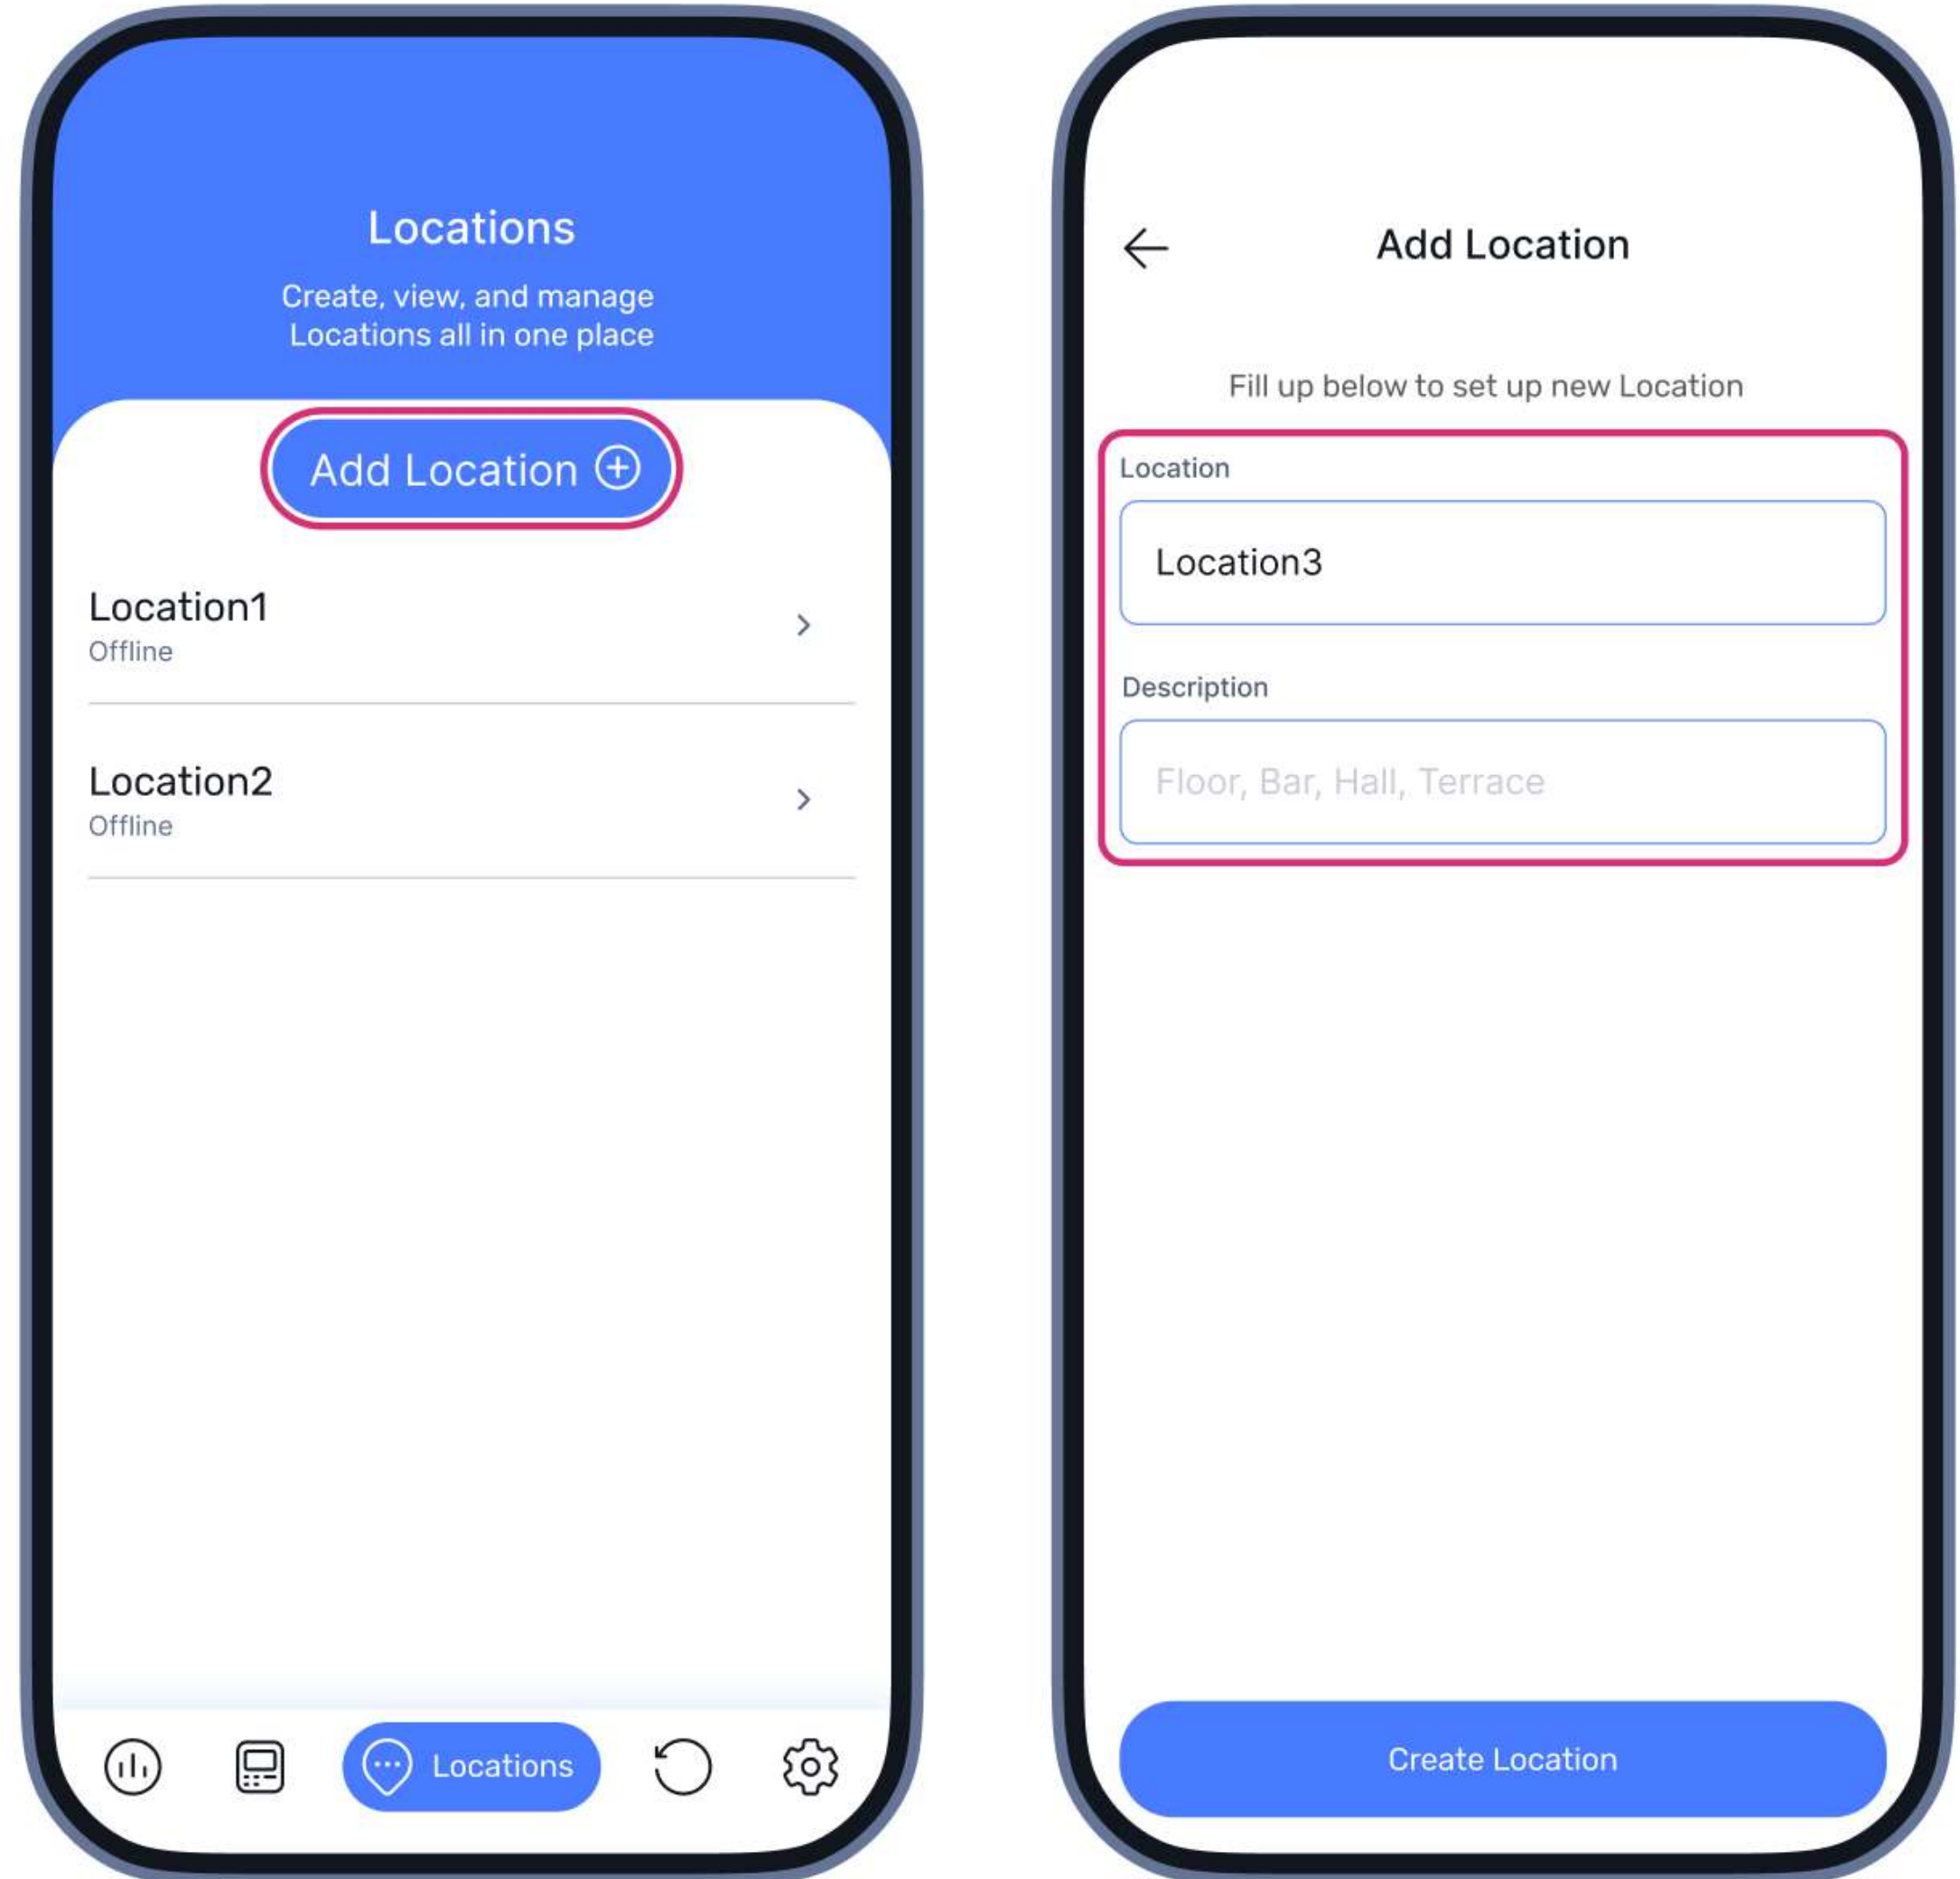 Locations
Create, view, and manage
Locations all in one place
Add Location
Location1
Offline
Location2
Offline
Locations
Add Location
Fill up below to set up new Location
Location
Location3
Description
Floor, Bar, Hall, Terrace
Create Location